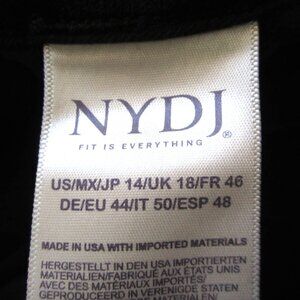 NYDJ®
FIT IS EVERYTHING
US/MX/JP 14/UK 18/FR 46
DE/EU 44/IT 50/ESP 48
MADE IN USA WITH IMPORTED MATERIALS
HERGESTELLT IN DEN USA IMPORTIERTEN
MATERIALIEN/FABRIQUÉ AUX ÉTATS-UNIS
AVEC DES MATÉRIAUX IMPORTÉS/
GEPRODUCEERD IN VERENIGDE STATEN